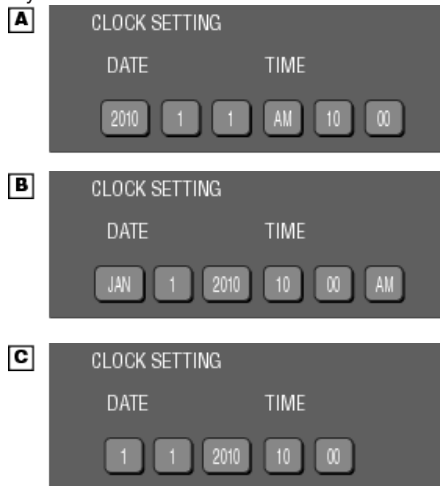 A
CLOCK SETTING
DATE TIME
2010 1 1 AM 10 00
B
CLOCK SETTING
DATE TIME
JAN 1 2010 10 00 AM
C
CLOCK SETTING
DATE TIME
1 1 2010 10 00